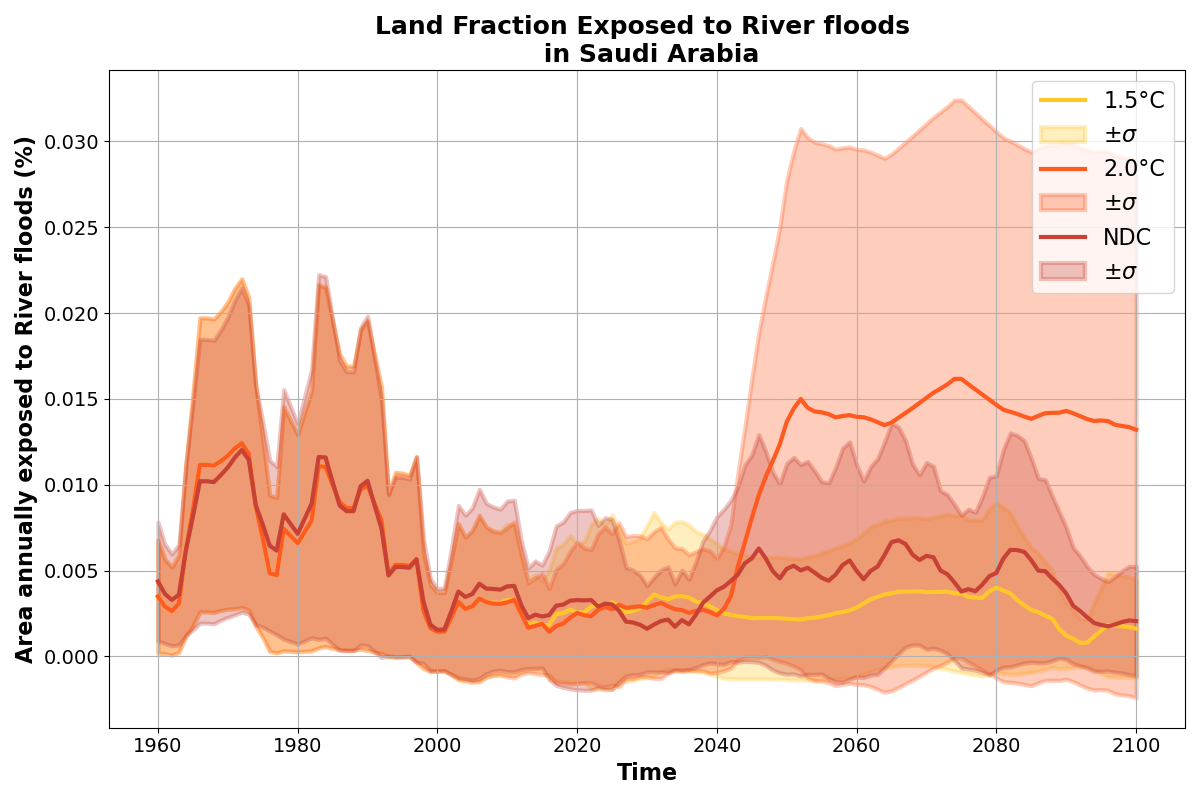 Land Fraction Exposed to River floods
in Saudi Arabia
Area annually exposed to River floods (%)
0.030
0.025
0.020
0.015
0.010
0.005
0.000
1.5°C
±σ
2.0°C
±σ
NDC
±σ
1960 1980 2000 2020 2040 2060 2080 2100
Time